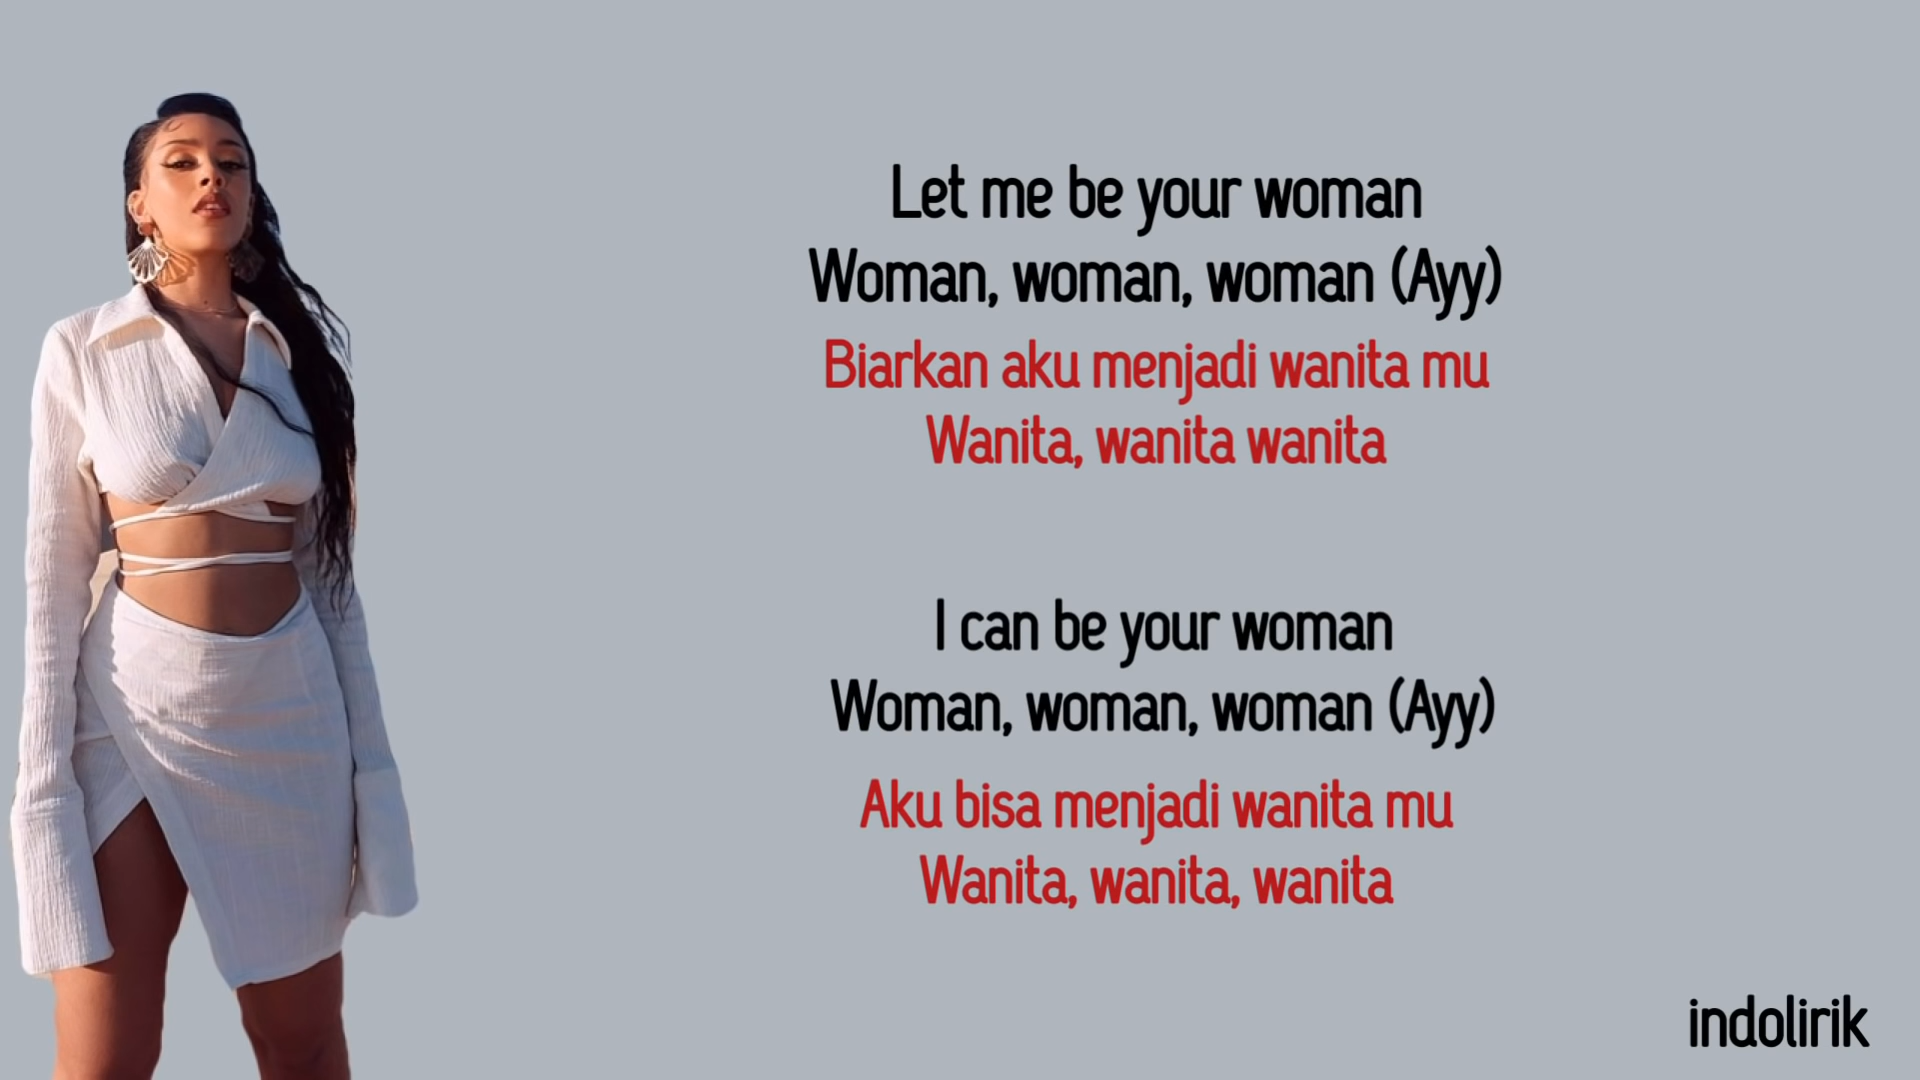 Let me be your woman
Woman, woman, woman (Ayy)
Biarkan aku menjadi wanita mu
Wanita, wanita wanita
I can be your woman
Woman, woman, woman (Ayy)
Aku bisa menjadi wanita mu
Wanita, wanita, wanita
indolirik